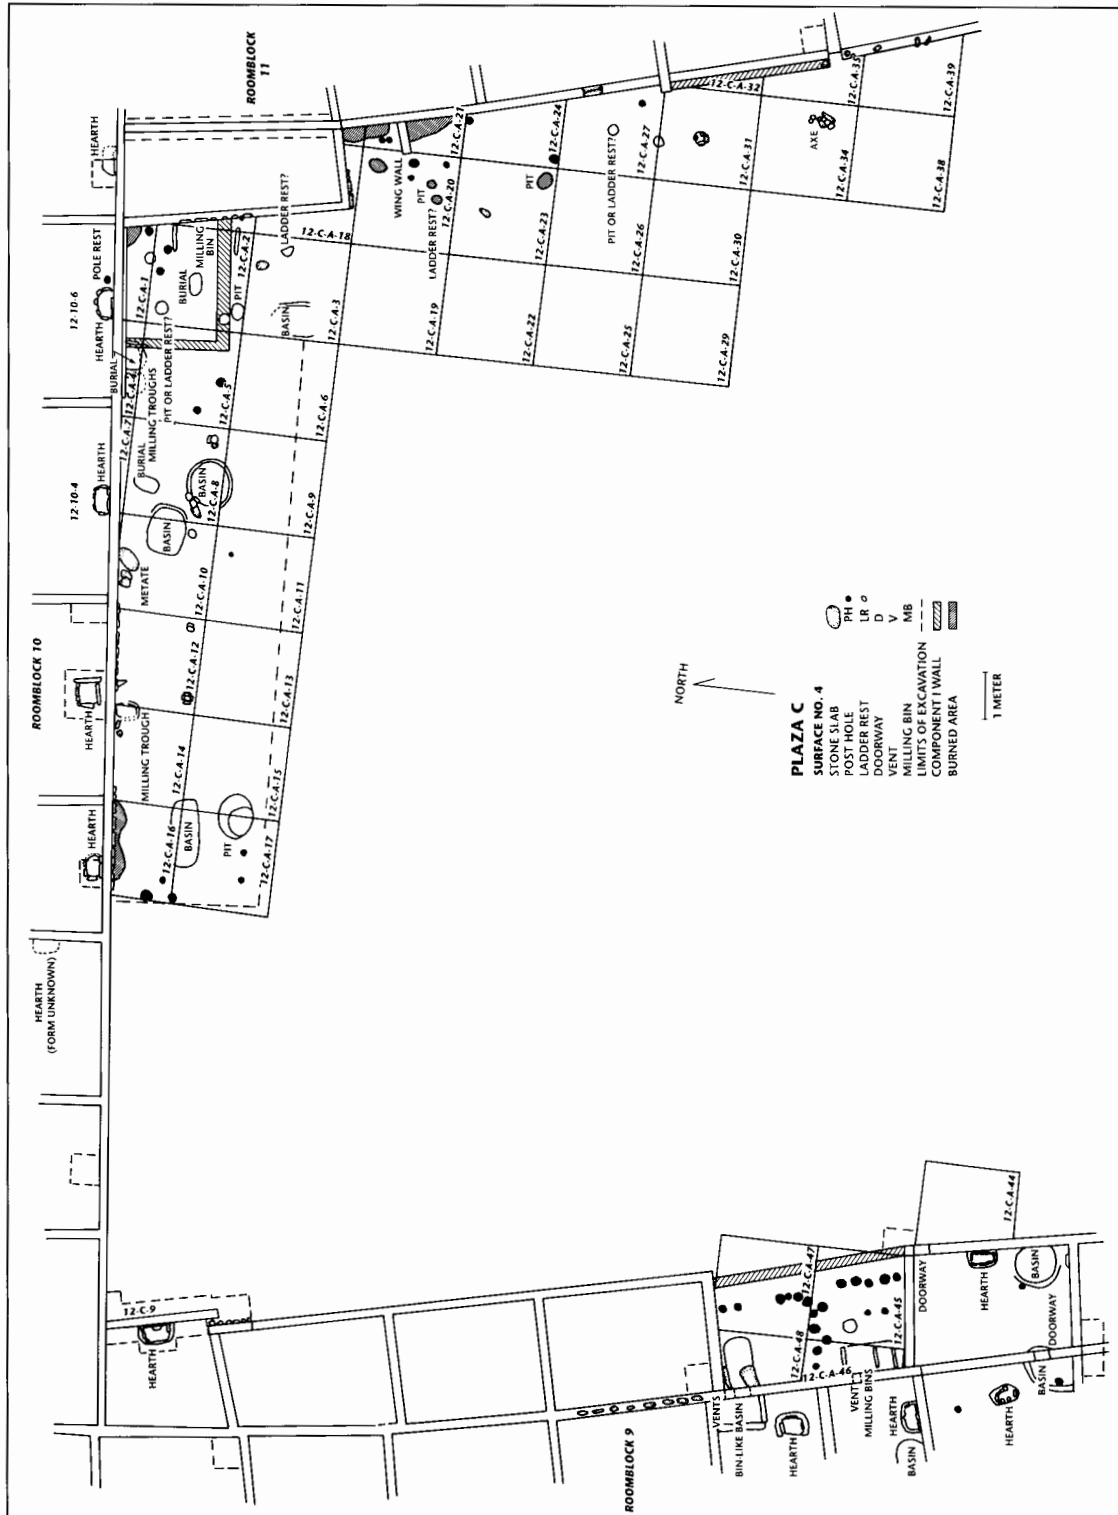 ROOMBLOCK
11
HEARTH
POLE REST
12-10-6
HEARTH
BURIAL
12-C-A-1
MILLING
BIN
BURIAL
12-C-A-2
PIT
LADDER REST?
12-C-A-18
BASIN
12-C-A-3
12-C-A-4
MILLING TROUGHS
PIT OR LADDER REST?
12-C-A-5
12-C-A-6
12-C-A-7
BURIAL
12-10-4
HEARTH
BASIN
12-C-A-8
12-C-A-9
BASIN
METATE
12-C-A-10
12-C-A-11
ROOMBLOCK 10
HEARTH
12-C-A-12
12-C-A-13
MILLING TROUGH
12-C-A-14
12-C-A-15
HEARTH
12-C-A-16
BASIN
PIT
12-C-A-17
HEARTH
(FORM UNKNOWN)
12-C-A-21
WING WALL
PIT
12-C-A-20
LADDER REST?
12-C-A-19
12-C-A-24
PIT
12-C-A-23
12-C-A-22
PIT OR LADDER REST?
12-C-A-27
12-C-A-26
12-C-A-25
12-C-A-32
12-C-A-31
12-C-A-30
12-C-A-29
12-C-A-35
AXE
12-C-A-34
12-C-A-39
12-C-A-38
NORTH
PLAZA C
SURFACE NO. 4
STONE SLAB
POST HOLE PH
LADDER REST LR
DOORWAY D
VENT V
MILLING BIN MB
LIMITS OF EXCAVATION
COMPONENT I WALL
BURNED AREA
1 METER
12-C-9
HEARTH
ROOMBLOCK 9
VENTS
BIN-LIKE BASIN
HEARTH
12-C-A-47
12-C-A-48
12-C-A-46
12-C-A-45
VENT
MILLING BINS
HEARTH
BASIN
DOORWAY
12-C-A-44
HEARTH
BASIN
DOORWAY
BASIN
HEARTH